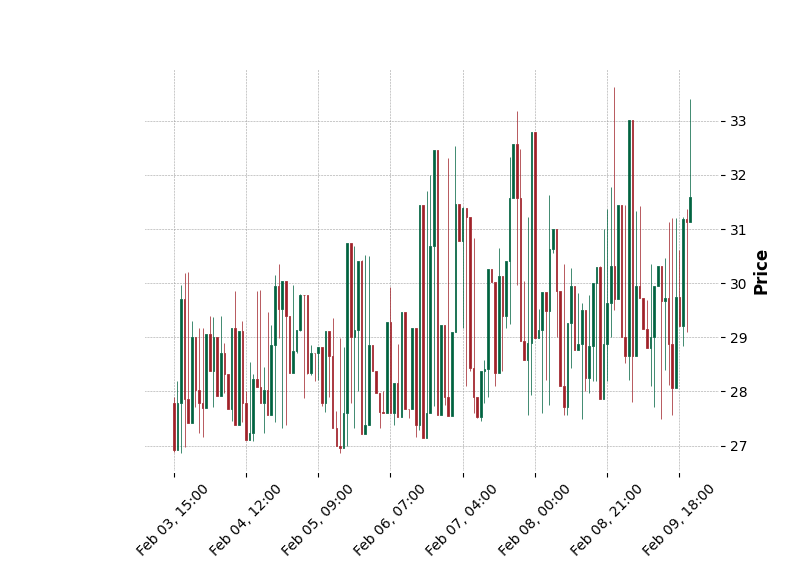 33
32
31
30
29
28
27
Price
Feb 03, 15:00
Feb 04, 12:00
Feb 05, 09:00
Feb 06, 07:00
Feb 07, 04:00
Feb 08, 00:00
Feb 08, 21:00
Feb 09, 18:00